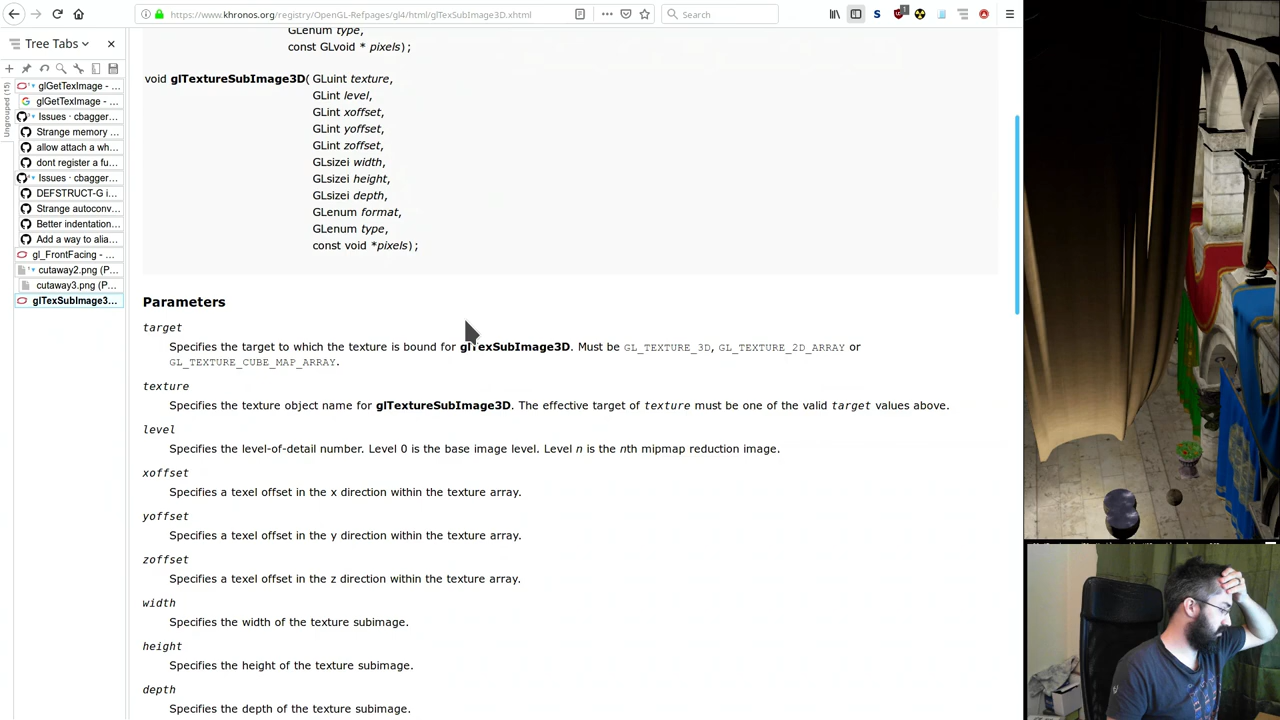 https://www.khronos.org/registry/OpenGL-Refpages/gl4/html/glTexSubImage3D.xhtml
Search
Tree Tabs
Ungrouped (15)
glGetTexImage - ...
glGetTexImage - ...
Issues · cbagger...
Strange memory ...
allow attach a wh...
dont register a fu...
Issues · cbagger...
DEFSTRUCT-G i...
Strange autoconv...
Better indentation...
Add a way to alia...
gl_FrontFacing - ...
cutaway2.png (P...
cutaway3.png (P...
glTexSubImage3...
GLenum type,
const GLvoid * pixels);
void glTextureSubImage3D( GLuint texture,
GLint level,
GLint xoffset,
GLint yoffset,
GLint zoffset,
GLsizei width,
GLsizei height,
GLsizei depth,
GLenum format,
GLenum type,
const void *pixels);
Parameters
target
Specifies the target to which the texture is bound for glTexSubImage3D. Must be GL_TEXTURE_3D, GL_TEXTURE_2D_ARRAY or
GL_TEXTURE_CUBE_MAP_ARRAY.
texture
Specifies the texture object name for glTextureSubImage3D. The effective target of texture must be one of the valid target values above.
level
Specifies the level-of-detail number. Level 0 is the base image level. Level n is the nth mipmap reduction image.
xoffset
Specifies a texel offset in the x direction within the texture array.
yoffset
Specifies a texel offset in the y direction within the texture array.
zoffset
Specifies a texel offset in the z direction within the texture array.
width
Specifies the width of the texture subimage.
height
Specifies the height of the texture subimage.
depth
Specifies the depth of the texture subimage.